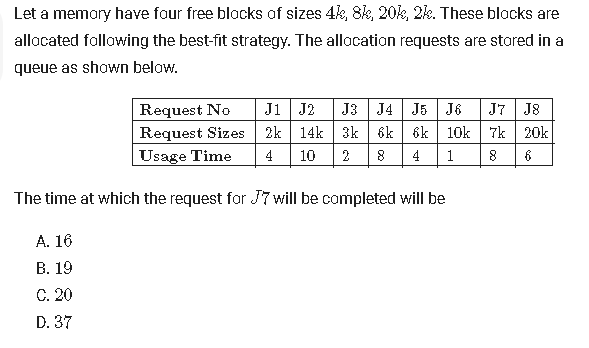 Let a memory have four free blocks of sizes 4k, 8k, 20k, 2k. These blocks are
allocated following the best-fit strategy. The allocation requests are stored in a
queue as shown below.
Request No J1 J2 J3 J4 J5 J6 J7 J8
Request Sizes 2k 14k 3k 6k 6k 10k 7k 20k
Usage Time 4 10 2 8 4 1 8 6
The time at which the request for J7 will be completed will be
A. 16
B. 19
C. 20
D. 37